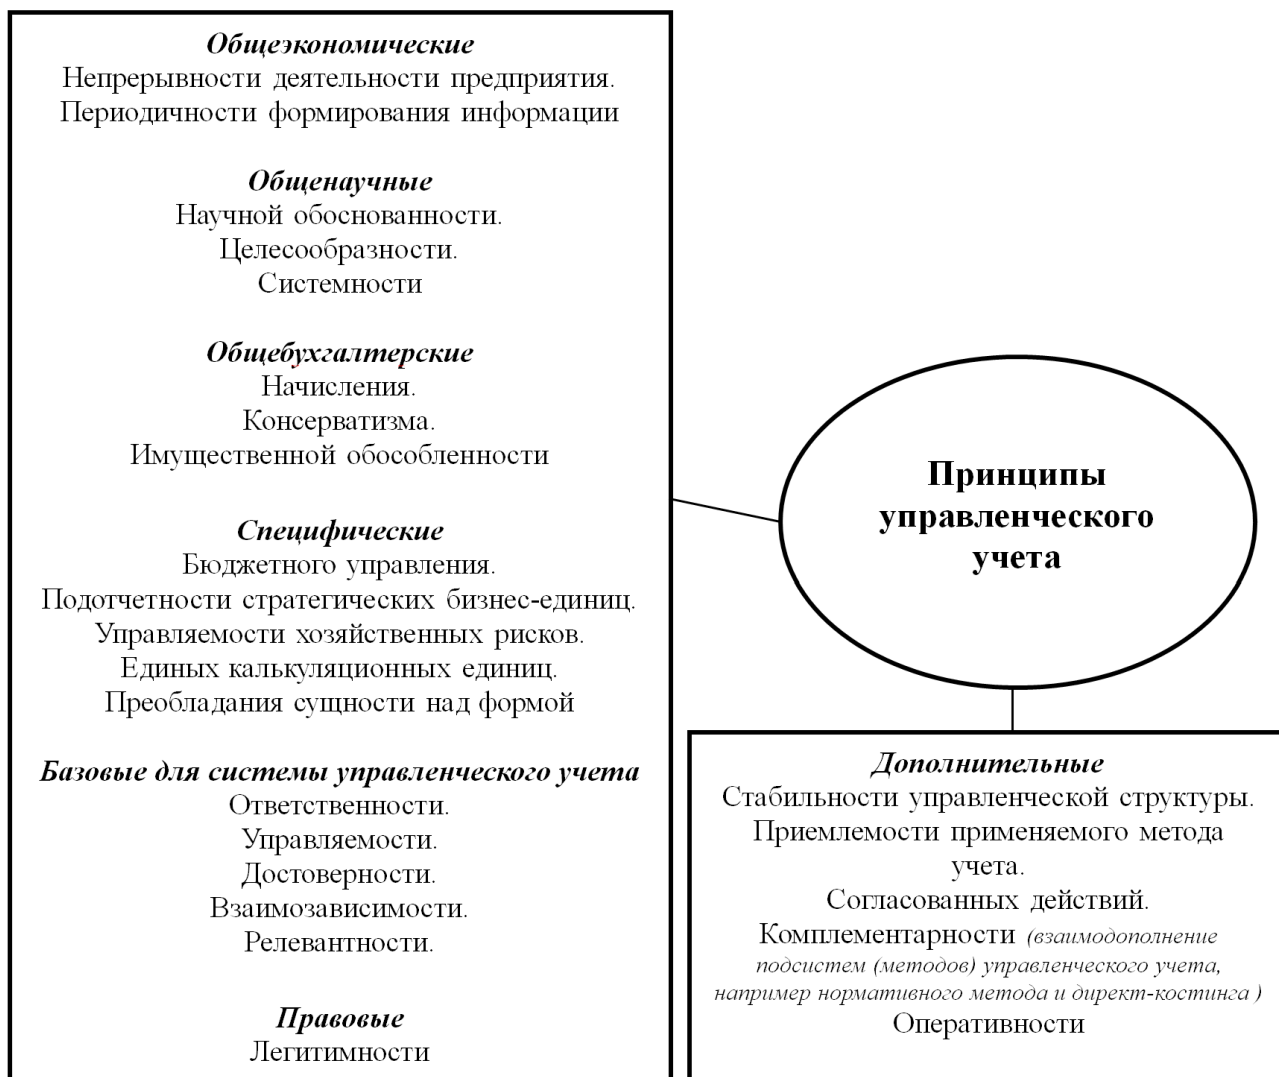 Общеэкономические
Непрерывности деятельности предприятия.
Периодичности формирования информации
Общенаучные
Научной обоснованности.
Целесообразности.
Системности
Общебухгалтерские
Начисления.
Консерватизма.
Имущественной обособленности
Специфические
Бюджетного управления.
Подотчетности стратегических бизнес-единиц.
Управляемости хозяйственных рисков.
Единых калькуляционных единиц.
Преобладания сущности над формой
Базовые для системы управленческого учета
Ответственности.
Управляемости.
Достоверности.
Взаимозависимости.
Релевантности.
Правовые
Легитимности
Принципы
управленческого
учета
Дополнительные
Стабильности управленческой структуры.
Приемлемости применяемого метода
учета.
Согласованных действий.
Комплементарности (взаимодополнение
подсистем (методов) управленческого учета,
например нормативного метода и директ-костинга )
Оперативности